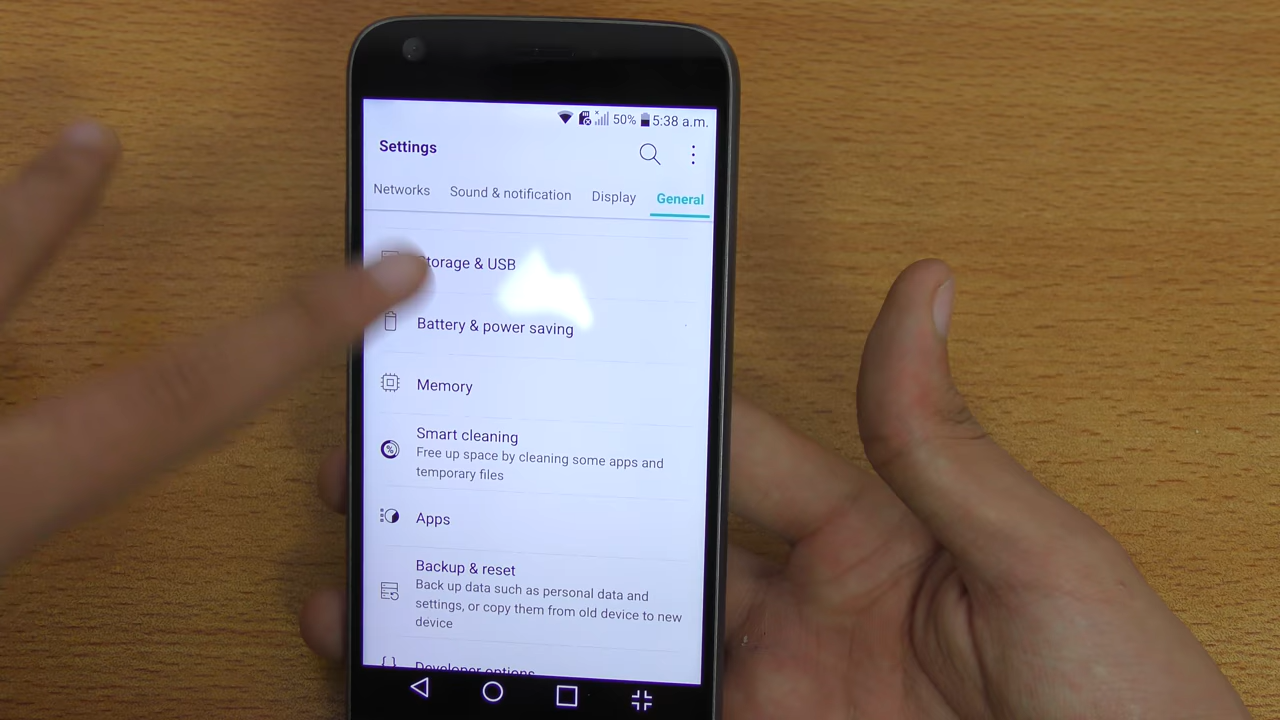 50% 5:38 a.m.
Settings
Networks Sound & notification Display General
Storage & USB
Battery & power saving
Memory
Smart cleaning
Free up space by cleaning some apps and
temporary files
Apps
Backup & reset
Back up data such as personal data and
settings, or copy them from old device to new
device
Developer options